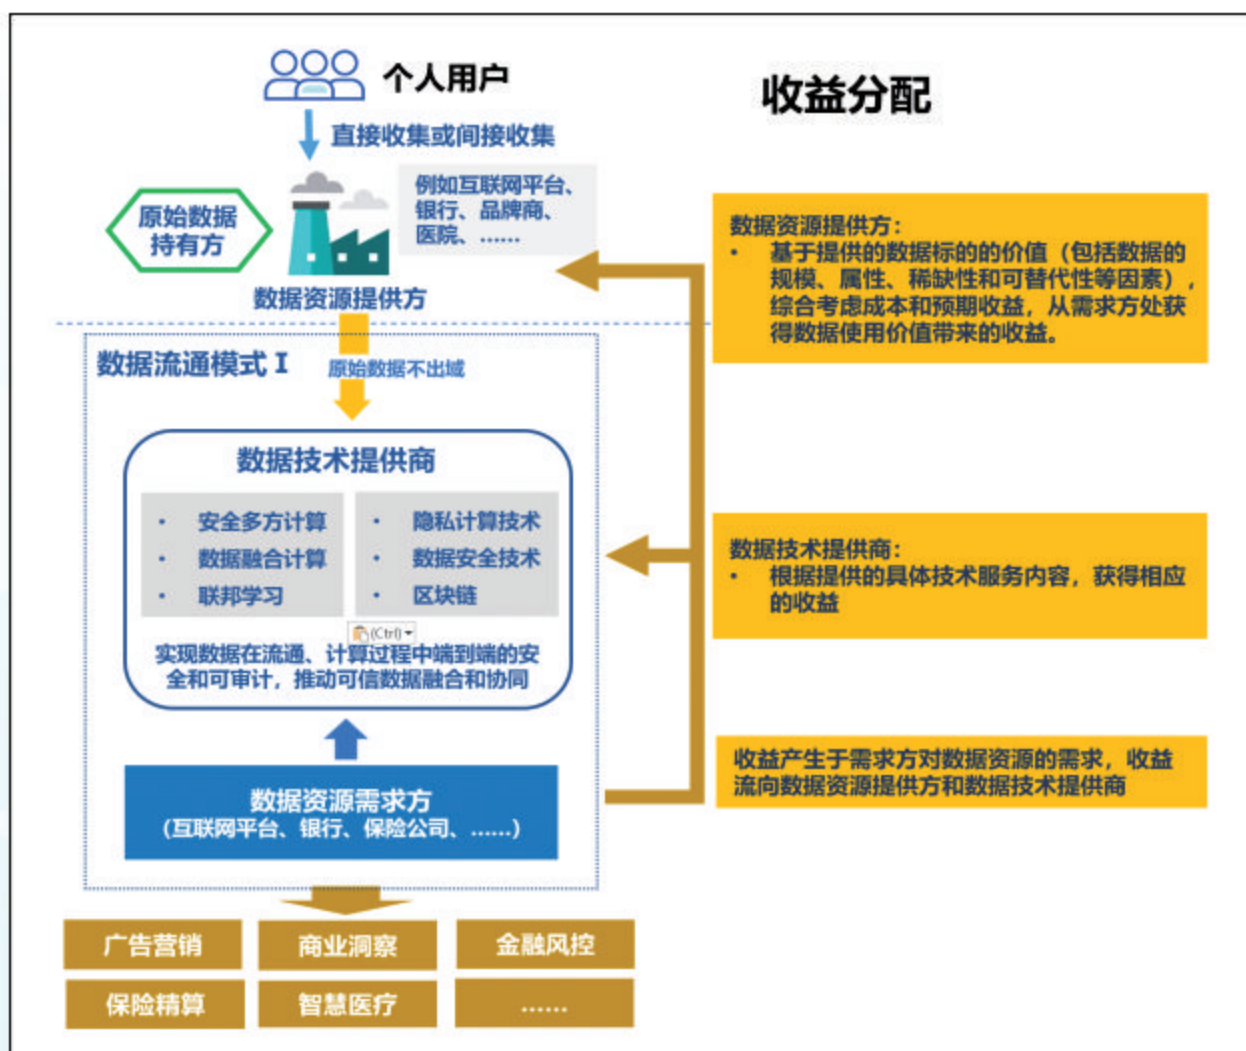 个人用户
收益分配
直接收集或间接收集
例如互联网平台、
银行、品牌商、
医院、……
原始数据
持有方
数据资源提供方
数据资源提供方：
• 基于提供的数据标的的价值（包括数据的
规模、属性、稀缺性和可替代性等因素），
综合考虑成本和预期收益，从需求方处获
得数据使用价值带来的收益。
数据流通模式 I
原始数据不出域
数据技术提供商
• 安全多方计算
• 数据融合计算
• 联邦学习
• 隐私计算技术
• 数据安全技术
• 区块链
(Ctrl)
实现数据在流通、计算过程中端到端的安
全和可审计，推动可信数据融合和协同
数据技术提供商：
• 根据提供的具体技术服务内容，获得相应
的收益
数据资源需求方
（互联网平台、银行、保险公司、……）
收益产生于需求方对数据资源的需求，收益
流向数据资源提供方和数据技术提供商
广告营销
商业洞察
金融风控
保险精算
智慧医疗
……